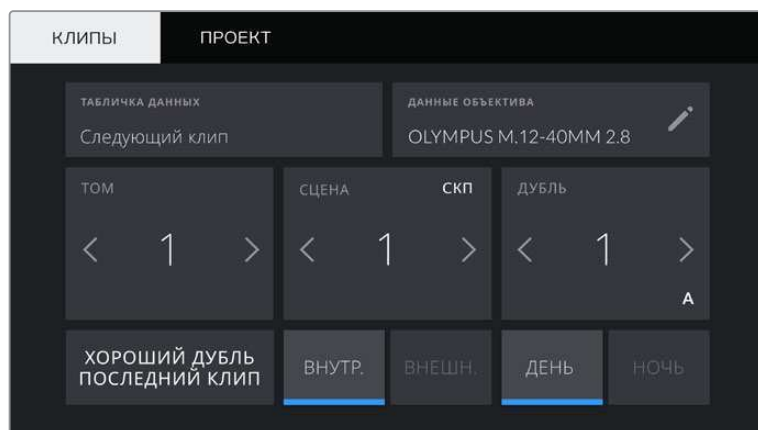 КЛИПЫ ПРОЕКТ
ТАБЛИЧКА ДАННЫХ ДАННЫЕ ОБЪЕКТИВА
Следующий клип OLYMPUS M.12-40MM 2.8
ТОМ СЦЕНА СКП ДУБЛЬ
1 1 1
A
ХОРОШИЙ ДУБЛЬ
ПОСЛЕДНИЙ КЛИП
ВНУТР. ВНЕШН. ДЕНЬ НОЧЬ